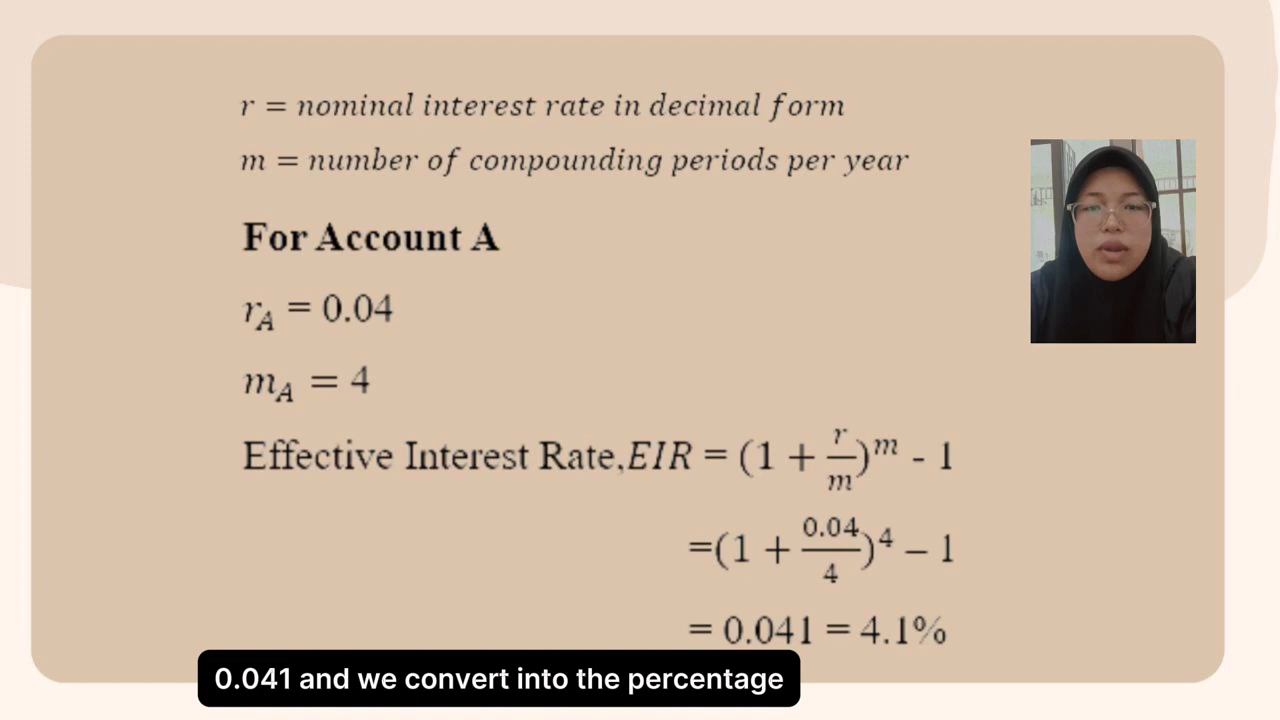 r = nominal interest rate in decimal form
m = number of compounding periods per year
For Account A
r_A = 0.04
m_A = 4
Effective Interest Rate,EIR = (1 + r/m)^m - 1
=(1 + 0.04/4)^4 – 1
= 0.041 = 4.1%
0.041 and we convert into the percentage